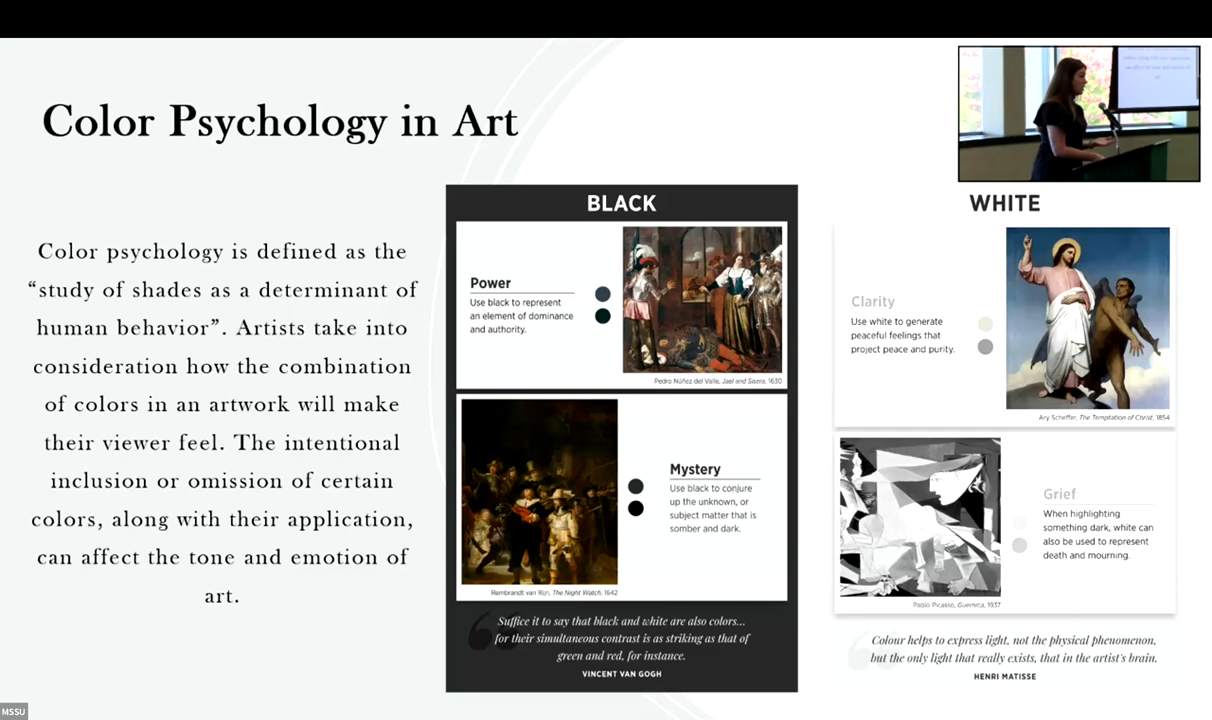 Color Psychology in Art
Color psychology is defined as the
“study of shades as a determinant of
human behavior”. Artists take into
consideration how the combination
of colors in an artwork will make
their viewer feel. The intentional
inclusion or omission of certain
colors, along with their application,
can affect the tone and emotion of
art.
BLACK
Power
Use black to represent
an element of dominance
and authority.
Pedro Núñez del Valle, Jael and Sisera, 1630
Mystery
Use black to conjure
up the unknown, or
subject matter that is
somber and dark.
Rembrandt van Rijn, The Night Watch, 1642
Suffice it to say that black and white are also colors...
for their simultaneous contrast is as striking as that of
green and red, for instance.
VINCENT VAN GOGH
WHITE
Clarity
Use white to generate
peaceful feelings that
project peace and purity.
Ary Scheffer, The Temptation of Christ, 1854
Grief
When highlighting
something dark, white can
also be used to represent
death and mourning.
Pablo Picasso, Guernica, 1937
Colour helps to express light, not the physical phenomenon,
but the only light that really exists, that in the artist's brain.
HENRI MATISSE
MSSU